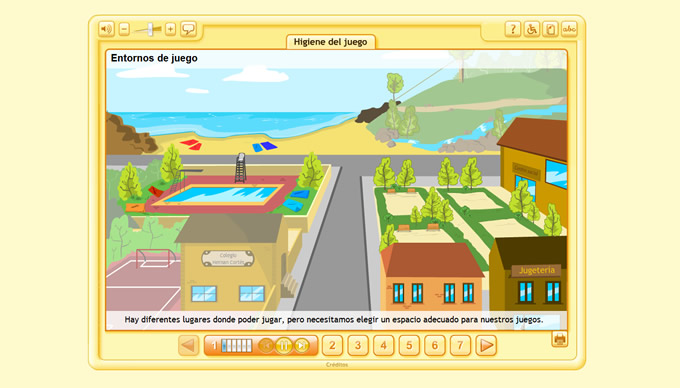 ?
abc
Higiene del juego
Entornos de juego
Colegio
Hernán Cortés
Jugetería
Hay diferentes lugares donde poder jugar, pero necesitamos elegir un espacio adecuado para nuestros juegos.
1 2 3 4 5 6 7
Créditos